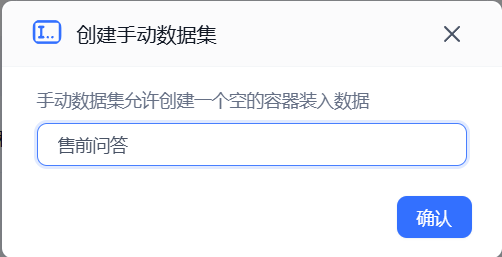 创建手动数据集
手动数据集允许创建一个空的容器装入数据
售前问答
确认